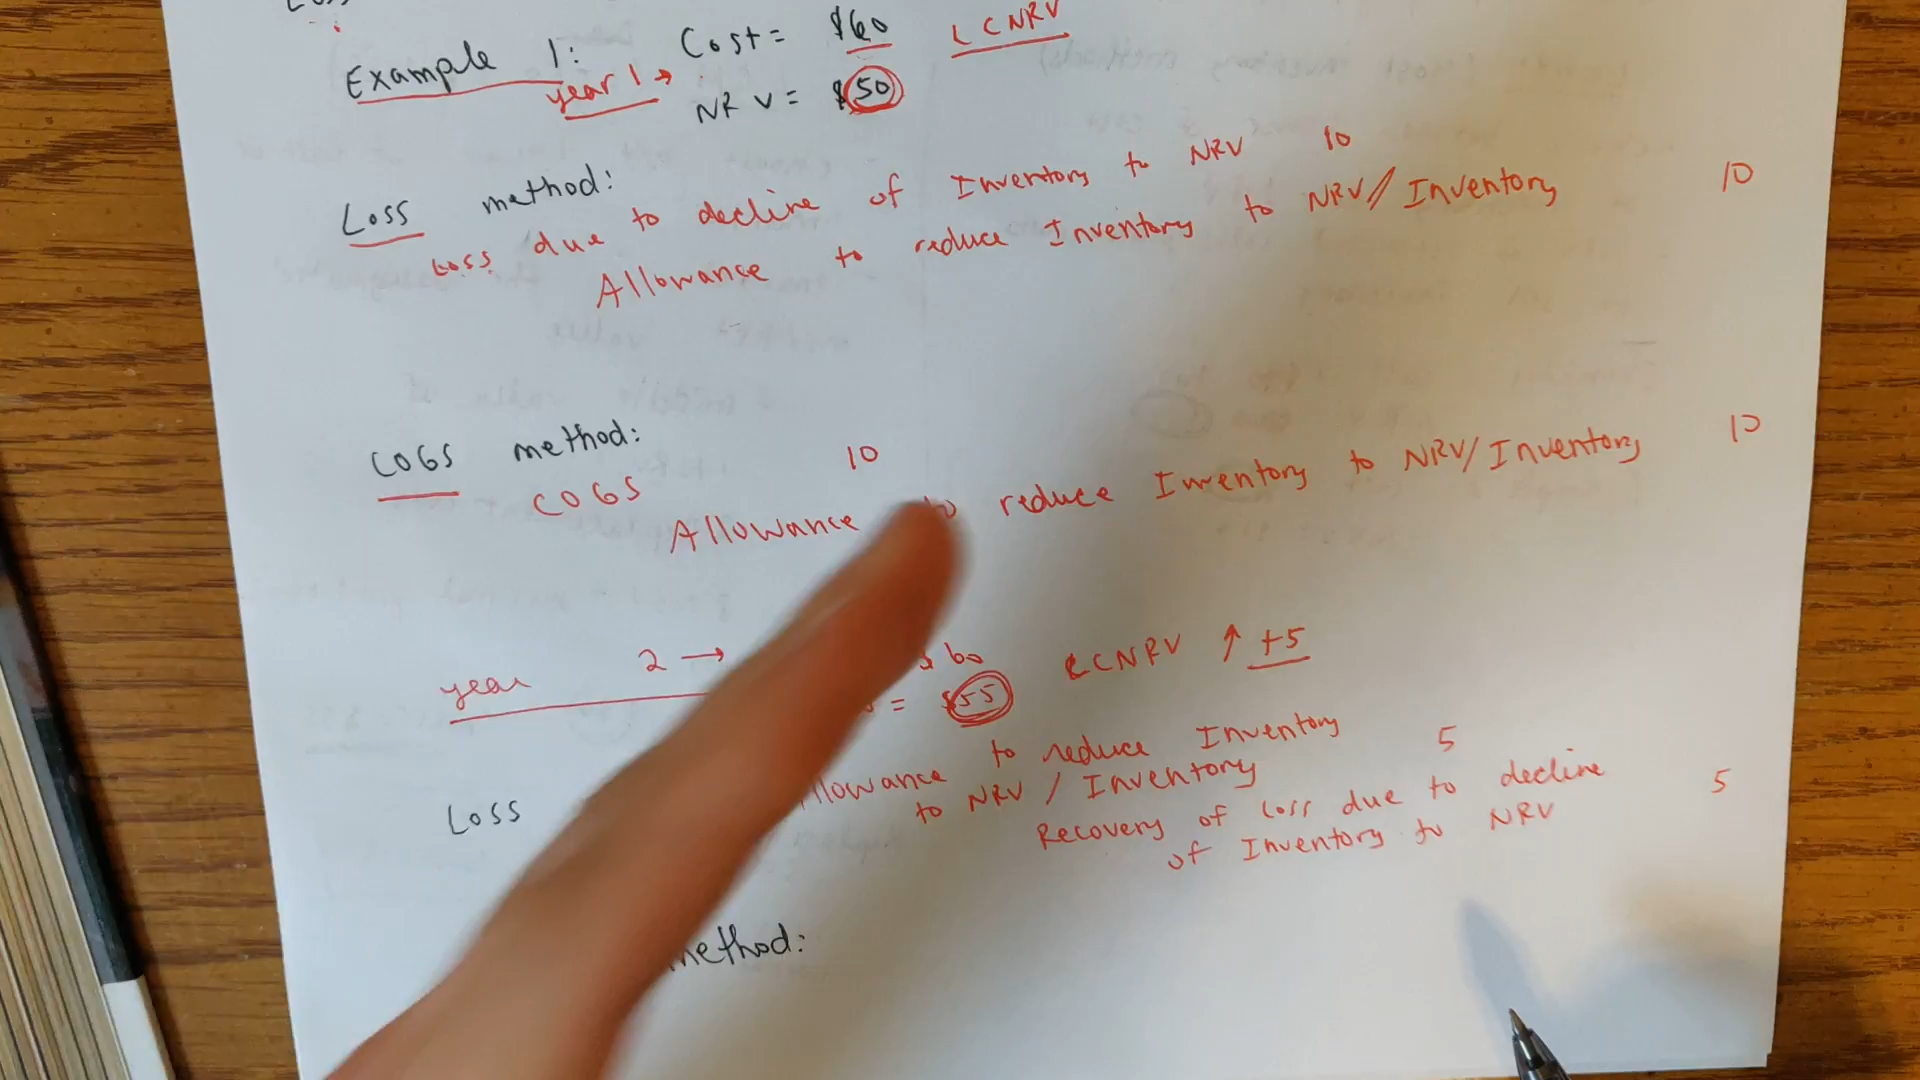 Example 1: Cost = $60 LCNRV
year 1 → NRV = $50
Loss method:
Loss due to decline of Inventory to NRV 10
Allowance to reduce Inventory to NRV/Inventory 10
COGS method:
COGS 10
Allowance to reduce Inventory to NRV/Inventory 10
year 2 → $60 LCNRV ↑ +5
= $55
Loss
to reduce Inventory 5
to NRV / Inventory
Recovery of loss due to decline 5
of Inventory to NRV
method: